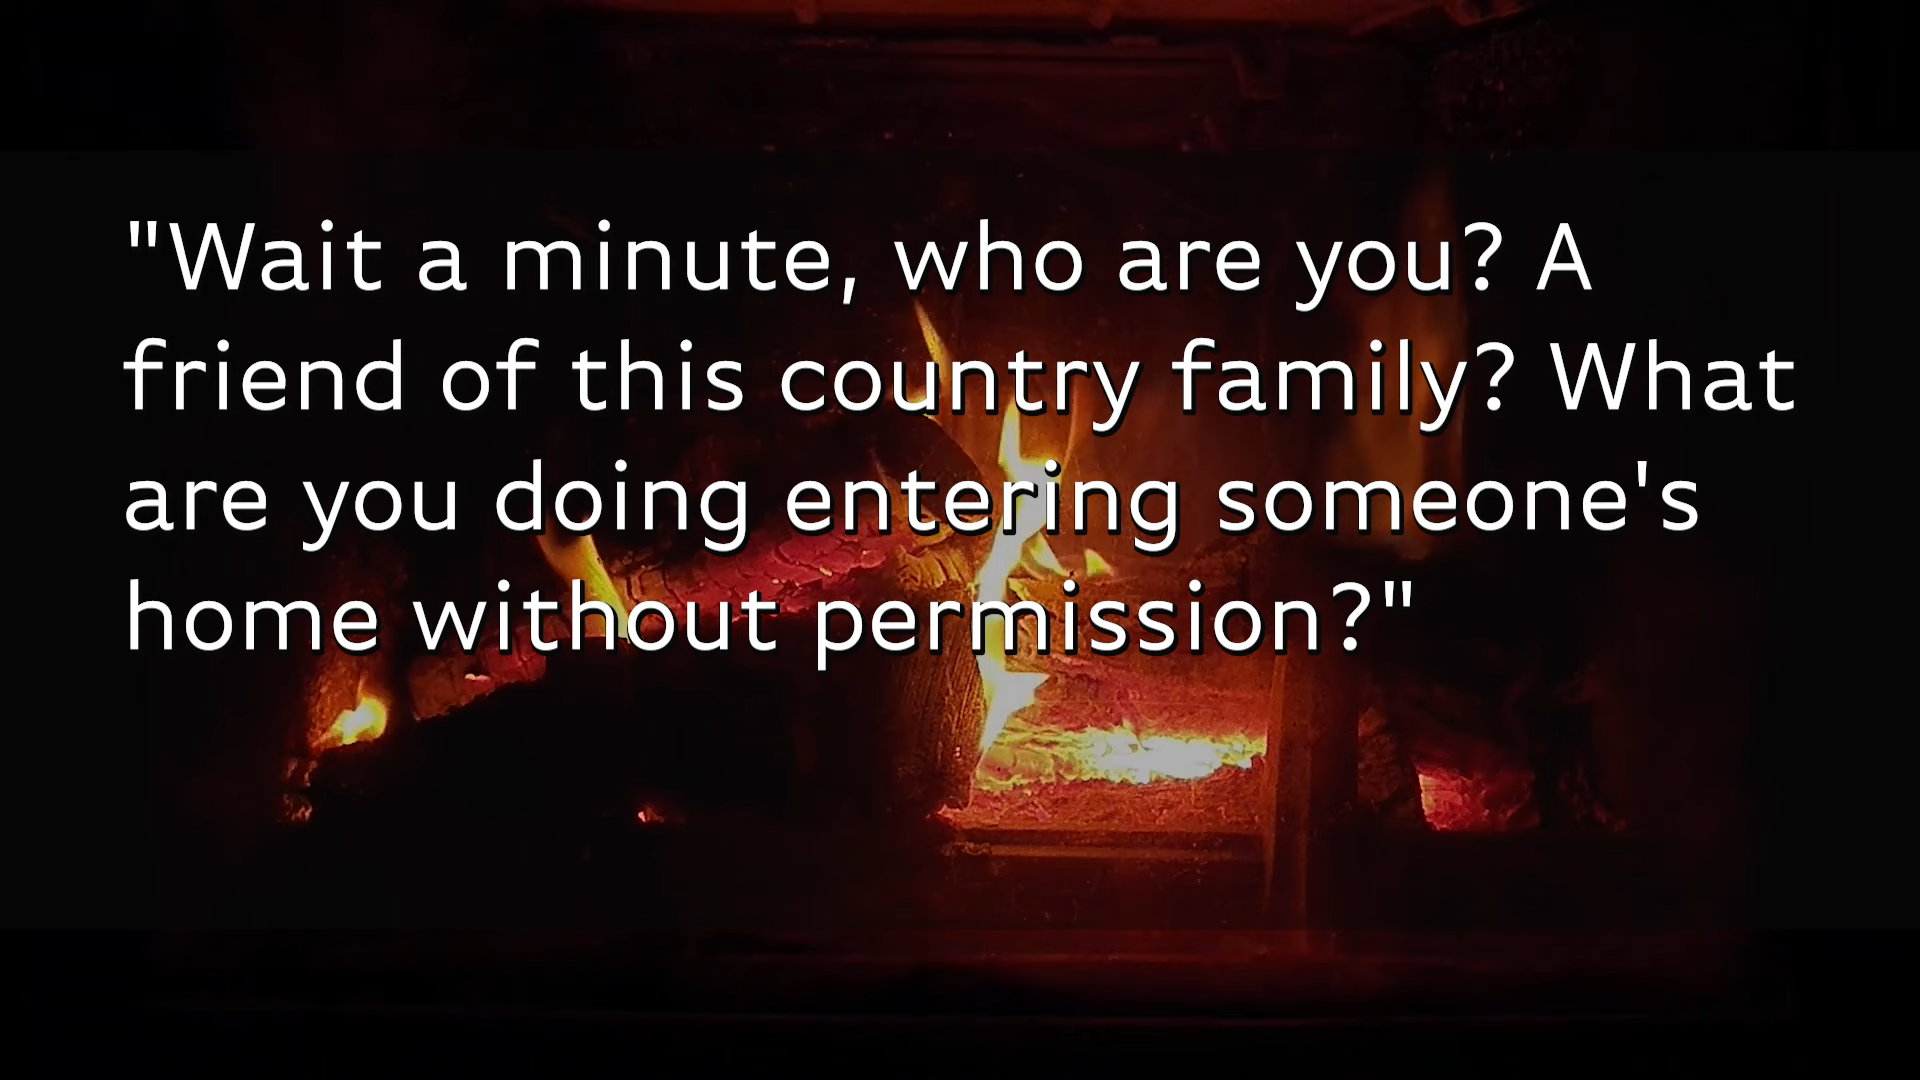 "Wait a minute, who are you? A
friend of this country family? What
are you doing entering someone's
home without permission?"